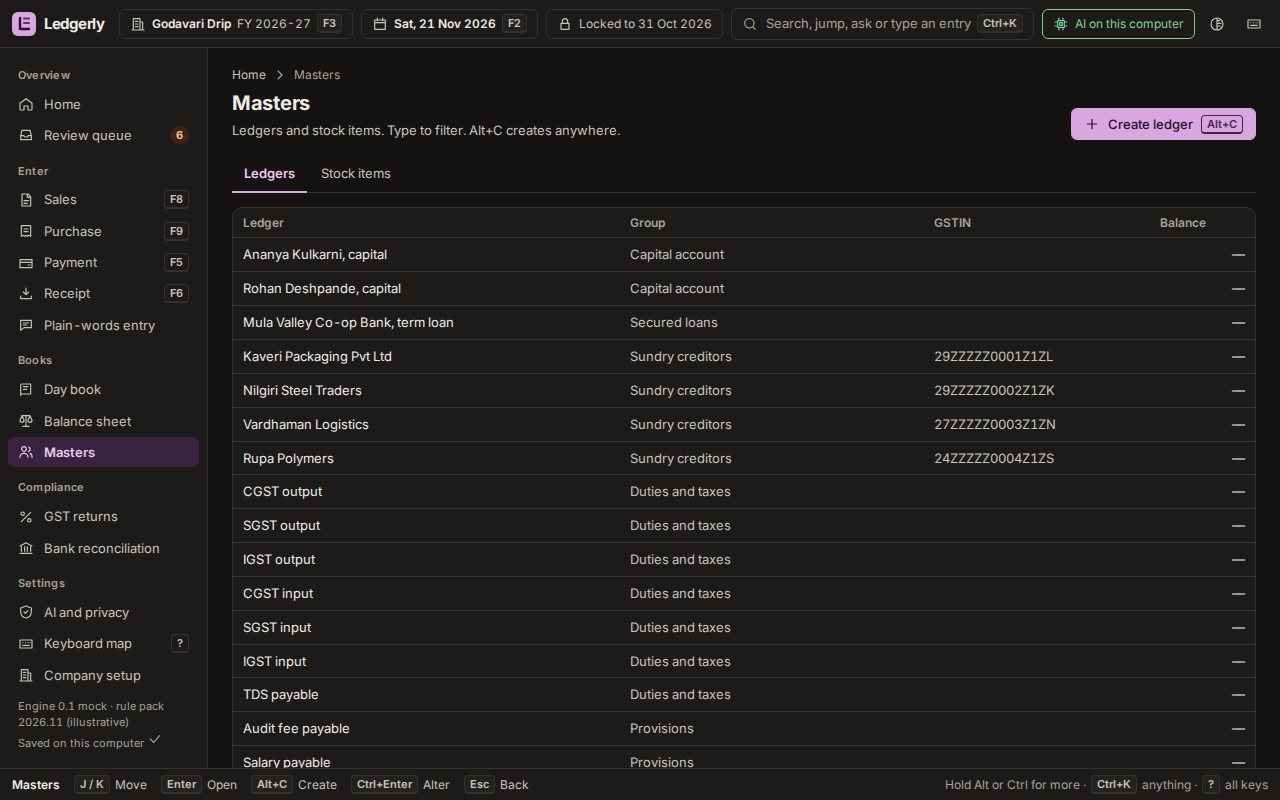 Ledgerly
Godavari Drip FY 2026-27 F3
Sat, 21 Nov 2026 F2
Locked to 31 Oct 2026
Search, jump, ask or type an entry Ctrl+K
AI on this computer
Overview
Home
Review queue 6
Enter
Sales F8
Purchase F9
Payment F5
Receipt F6
Plain-words entry
Books
Day book
Balance sheet
Masters
Compliance
GST returns
Bank reconciliation
Settings
AI and privacy
Keyboard map ?
Company setup
Engine 0.1 mock · rule pack
2026.11 (illustrative)
Saved on this computer
Home > Masters
Masters
Ledgers and stock items. Type to filter. Alt+C creates anywhere.
+ Create ledger Alt+C
Ledgers Stock items
Ledger Group GSTIN Balance
Ananya Kulkarni, capital Capital account —
Rohan Deshpande, capital Capital account —
Mula Valley Co-op Bank, term loan Secured loans —
Kaveri Packaging Pvt Ltd Sundry creditors 29ZZZZZ0001Z1ZL —
Nilgiri Steel Traders Sundry creditors 29ZZZZZ0002Z1ZK —
Vardhaman Logistics Sundry creditors 27ZZZZZ0003Z1ZN —
Rupa Polymers Sundry creditors 24ZZZZZ0004Z1ZS —
CGST output Duties and taxes —
SGST output Duties and taxes —
IGST output Duties and taxes —
CGST input Duties and taxes —
SGST input Duties and taxes —
IGST input Duties and taxes —
TDS payable Duties and taxes —
Audit fee payable Provisions —
Salary payable Provisions —
Masters J / K Move Enter Open Alt+C Create Ctrl+Enter Alter Esc Back
Hold Alt or Ctrl for more · Ctrl+K anything · ? all keys